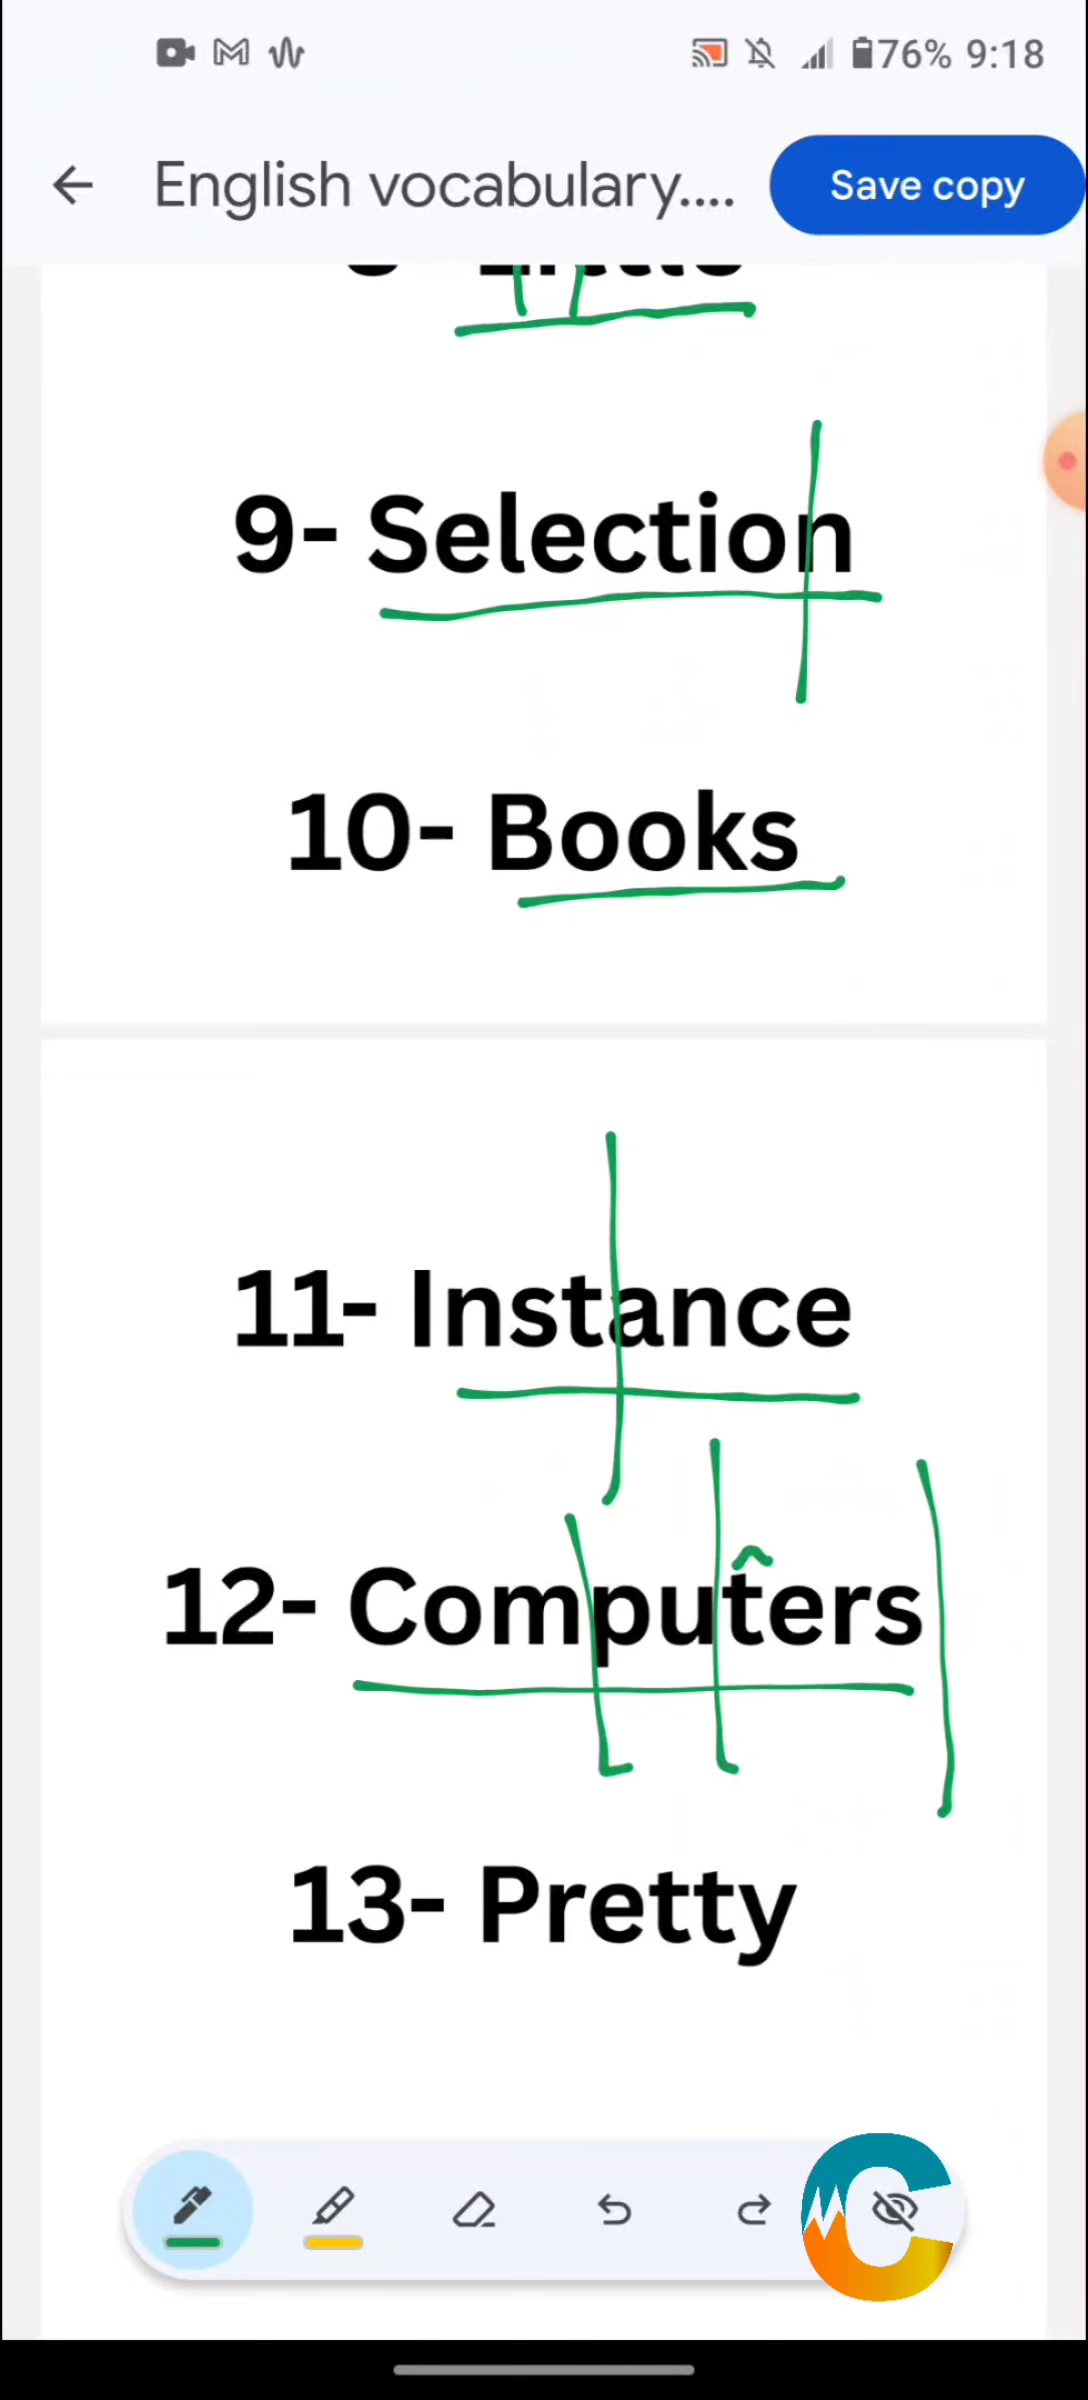 76% 9:18
English vocabulary.... Save copy
9- Selection
10- Books
11- Instance
12- Computers
13- Pretty